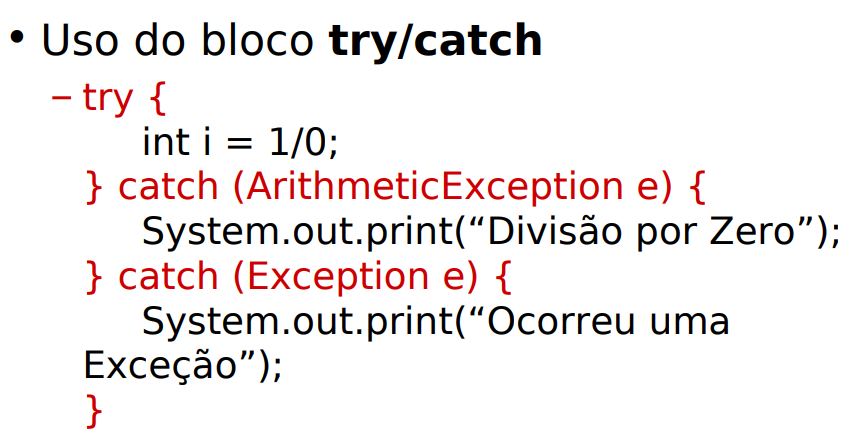 • Uso do bloco try/catch
– try {
int i = 1/0;
} catch (ArithmeticException e) {
System.out.print(“Divisão por Zero”);
} catch (Exception e) {
System.out.print(“Ocorreu uma
Exceção”);
}